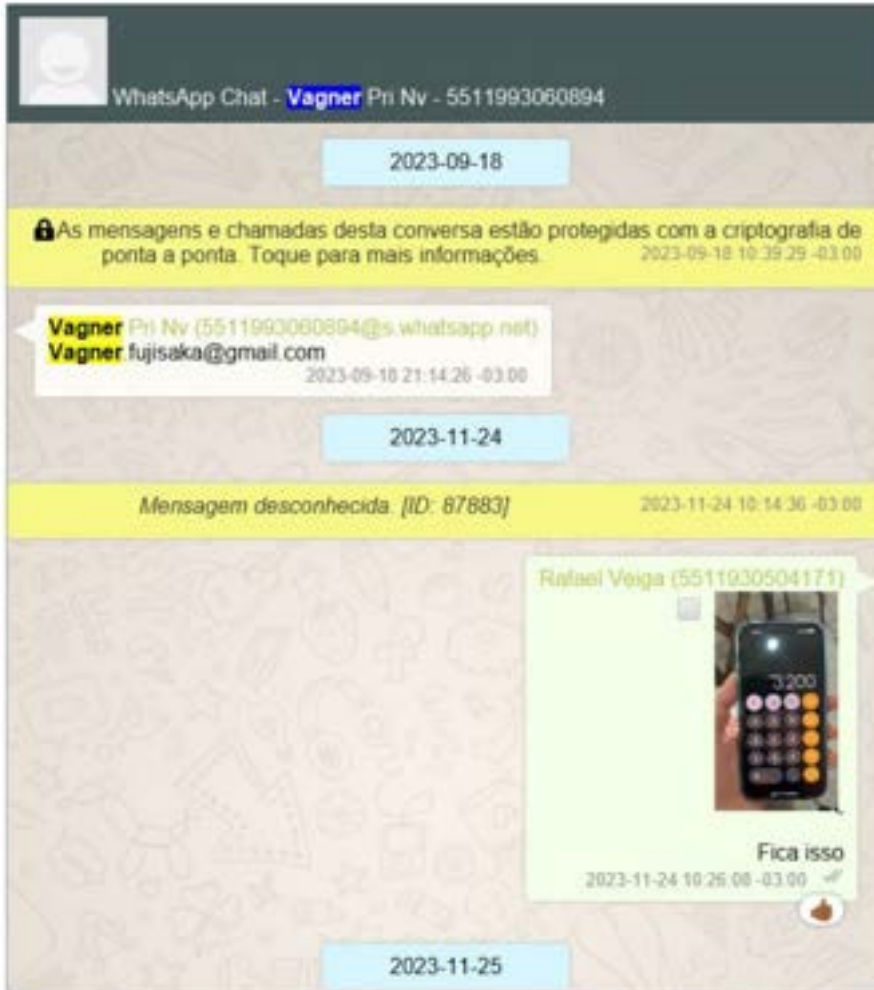 WhatsApp Chat - Vagner Pri Nv - 5511993060894
2023-09-18
As mensagens e chamadas desta conversa estão protegidas com a criptografia de
ponta a ponta. Toque para mais informações.
2023-09-18 10:39:29 -03:00
Vagner Pri Nv (5511993060894@s.whatsapp.net)
Vagner.fujisaka@gmail.com
2023-09-18 21:14:26 -03:00
2023-11-24
Mensagem desconhecida. [ID: 87883]
2023-11-24 10:14:36 -03:00
Rafael Veiga (5511930504171)
3.200
Fica isso
2023-11-24 10:26:08 -03:00
2023-11-25